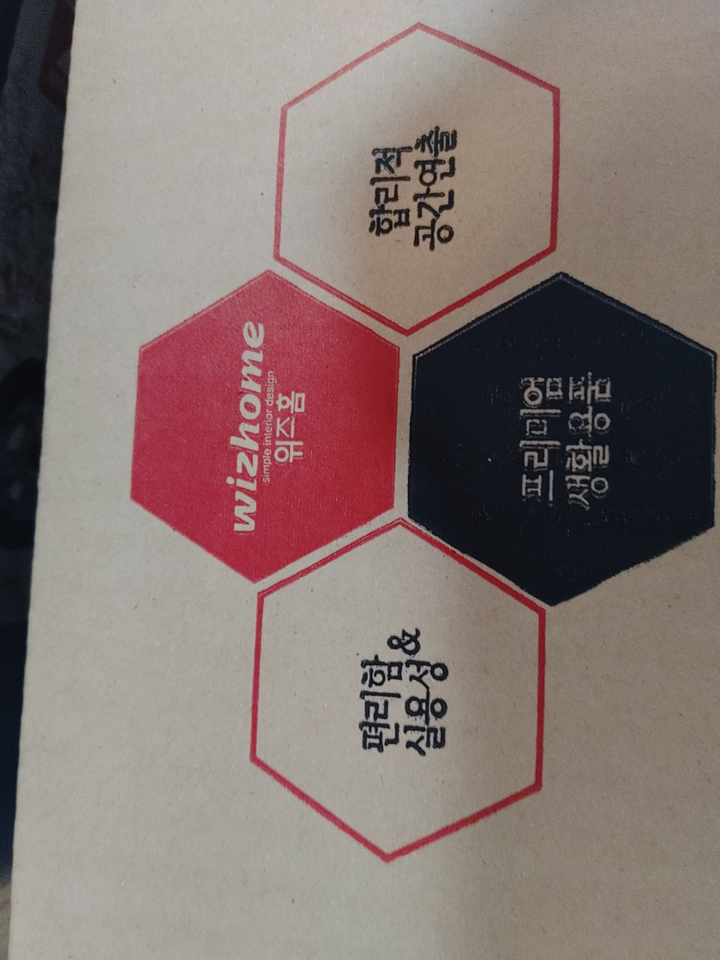 wizhome
simple interior design
위즈홈
편리함 &
실용성
합리적
공간연출
프리미엄
생활용품